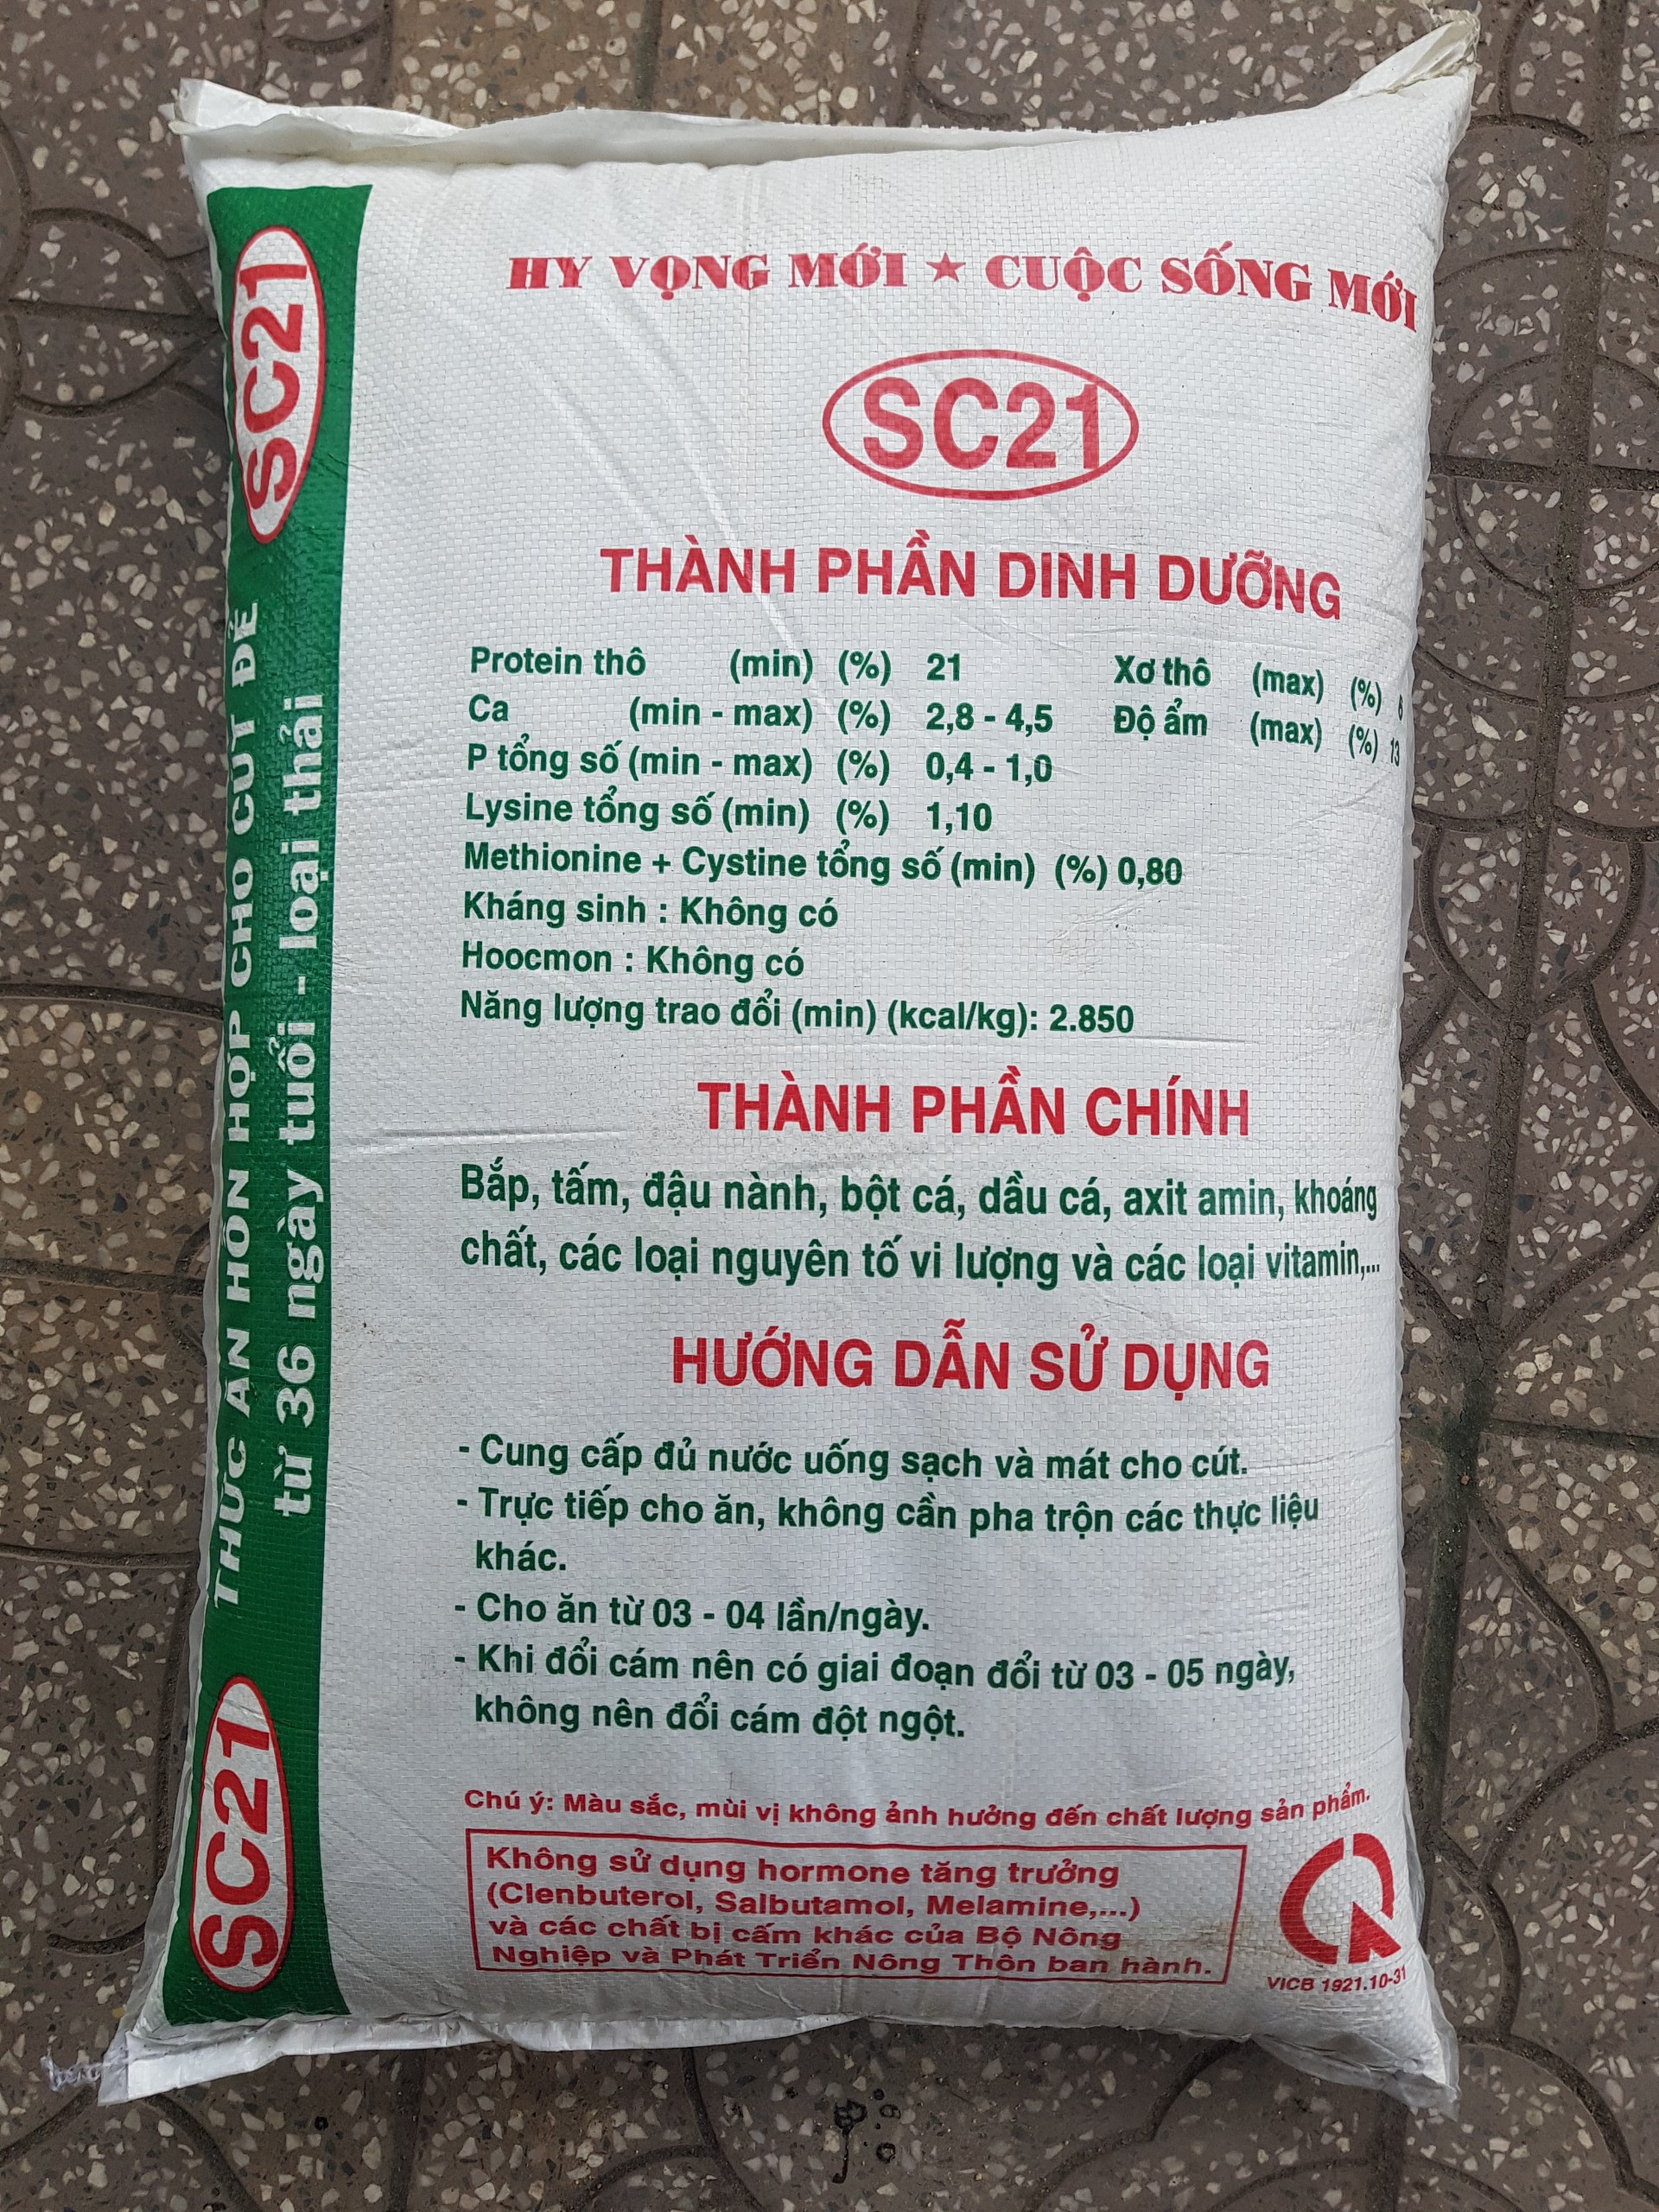 HY VỌNG MỚI ★ CUỘC SỐNG MỚI
SC21
THÀNH PHẦN DINH DƯỠNG
Protein thô (min) (%) 21 Xơ thô (max) (%) 6
Ca (min - max) (%) 2,8 - 4,5 Độ ẩm (max) (%) 13
P tổng số (min - max) (%) 0,4 - 1,0
Lysine tổng số (min) (%) 1,10
Methionine + Cystine tổng số (min) (%) 0,80
Kháng sinh : Không có
Hoocmon : Không có
Năng lượng trao đổi (min) (kcal/kg): 2.850
THÀNH PHẦN CHÍNH
Bắp, tấm, đậu nành, bột cá, dầu cá, axit amin, khoáng
chất, các loại nguyên tố vi lượng và các loại vitamin,...
HƯỚNG DẪN SỬ DỤNG
- Cung cấp đủ nước uống sạch và mát cho cút.
- Trực tiếp cho ăn, không cần pha trộn các thực liệu
khác.
- Cho ăn từ 03 - 04 lần/ngày.
- Khi đổi cám nên có giai đoạn đổi từ 03 - 05 ngày,
không nên đổi cám đột ngột.
Chú ý: Màu sắc, mùi vị không ảnh hưởng đến chất lượng sản phẩm.
Không sử dụng hormone tăng trưởng
(Clenbuterol, Salbutamol, Melamine,...)
và các chất bị cấm khác của Bộ Nông
Nghiệp và Phát Triển Nông Thôn ban hành.
VICB 1921.10-31
SC21
THỨC ĂN HỖN HỢP CHO CÚT ĐẺ
từ 36 ngày tuổi - loại thải
SC21